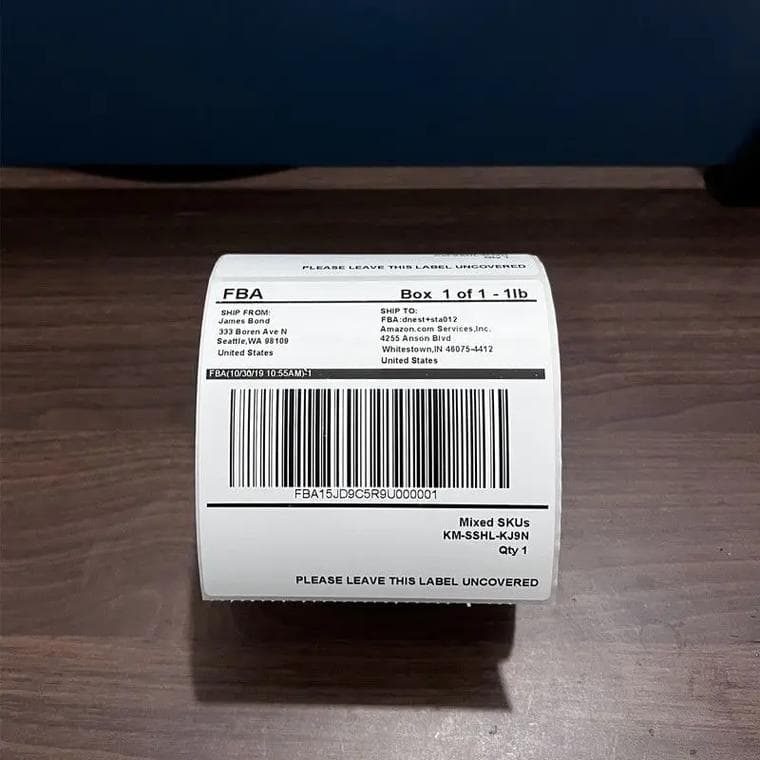 PLEASE LEAVE THIS LABEL UNCOVERED
FBA
Box 1 of 1 - 1lb
SHIP FROM:
James Bond
333 Boren Ave N
Seattle,WA 98109
United States
SHIP TO:
FBA:dnest+sta012
Amazon.com Services,Inc.
4255 Anson Blvd
Whitestown,IN 46075-4412
United States
FBA(10/30/19 10:55AM)-1
FBA15JD9C5R9U000001
Mixed SKUs
KM-SSHL-KJ9N
Qty 1
PLEASE LEAVE THIS LABEL UNCOVERED